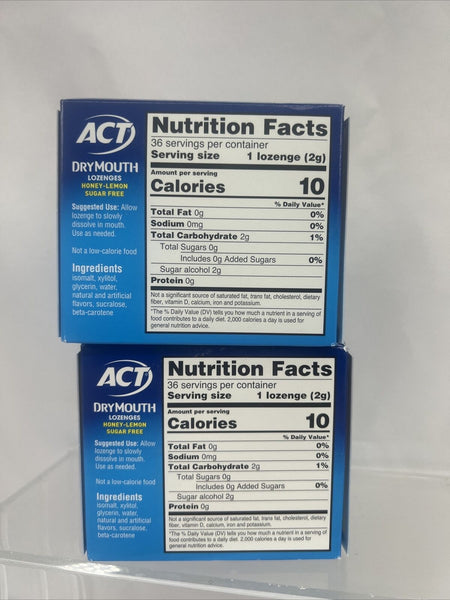 ACT
DRYMOUTH
LOZENGES
HONEY-LEMON
SUGAR FREE
Suggested Use: Allow
lozenge to slowly
dissolve in mouth.
Use as needed.
Not a low-calorie food
Ingredients
isomalt, xylitol,
glycerin, water,
natural and artificial
flavors, sucralose,
beta-carotene
Nutrition Facts
36 servings per container
Serving size 1 lozenge (2g)
Amount per serving
Calories 10
% Daily Value*
Total Fat 0g 0%
Sodium 0mg 0%
Total Carbohydrate 2g 1%
Total Sugars 0g
Includes 0g Added Sugars 0%
Sugar alcohol 2g
Protein 0g
Not a significant source of saturated fat, trans fat, cholesterol, dietary
fiber, vitamin D, calcium, iron and potassium.
*The % Daily Value (DV) tells you how much a nutrient in a serving of
food contributes to a daily diet. 2,000 calories a day is used for
general nutrition advice.
ACT
DRYMOUTH
LOZENGES
HONEY-LEMON
SUGAR FREE
Suggested Use: Allow
lozenge to slowly
dissolve in mouth.
Use as needed.
Not a low-calorie food
Ingredients
isomalt, xylitol,
glycerin, water,
natural and artificial
flavors, sucralose,
beta-carotene
Nutrition Facts
36 servings per container
Serving size 1 lozenge (2g)
Amount per serving
Calories 10
% Daily Value*
Total Fat 0g 0%
Sodium 0mg 0%
Total Carbohydrate 2g 1%
Total Sugars 0g
Includes 0g Added Sugars 0%
Sugar alcohol 2g
Protein 0g
Not a significant source of saturated fat, trans fat, cholesterol, dietary
fiber, vitamin D, calcium, iron and potassium.
*The % Daily Value (DV) tells you how much a nutrient in a serving of
food contributes to a daily diet. 2,000 calories a day is used for
general nutrition advice.